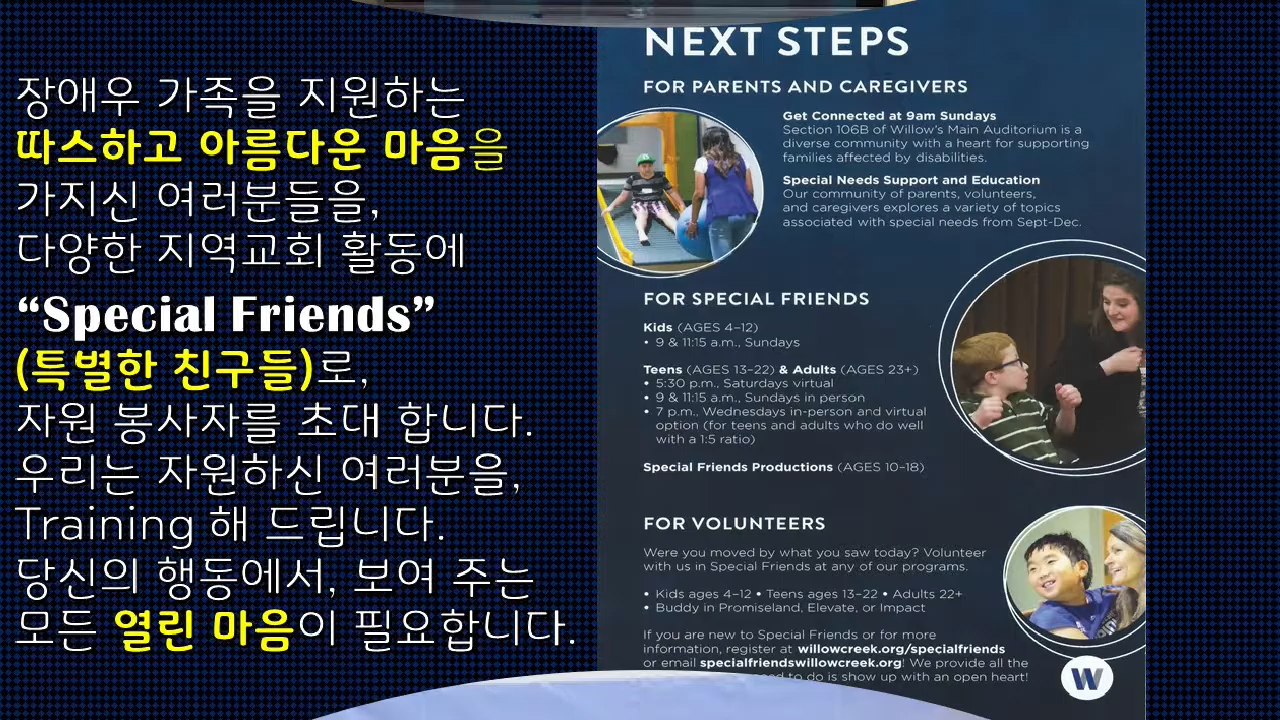 장애우 가족을 지원하는
따스하고 아름다운 마음을
가지신 여러분들을,
다양한 지역교회 활동에
“Special Friends”
(특별한 친구들)로,
자원 봉사자를 초대 합니다.
우리는 자원하신 여러분을,
Training 해 드립니다.
당신의 행동에서, 보여 주는
모든 열린 마음이 필요합니다.
NEXT STEPS
FOR PARENTS AND CAREGIVERS
Get Connected at 9am Sundays
Section 106B of Willow's Main Auditorium is a
diverse community with a heart for supporting
families affected by disabilities.
Special Needs Support and Education
Our community of parents, volunteers,
and caregivers explores a variety of topics
associated with special needs from Sept-Dec.
FOR SPECIAL FRIENDS
Kids (AGES 4–12)
• 9 & 11:15 a.m., Sundays
Teens (AGES 13–22) & Adults (AGES 23+)
• 5:30 p.m., Saturdays virtual
• 9 & 11:15 a.m., Sundays in person
• 7 p.m., Wednesdays in-person and virtual
option (for teens and adults who do well
with a 1:5 ratio)
Special Friends Productions (AGES 10–18)
FOR VOLUNTEERS
Were you moved by what you saw today? Volunteer
with us in Special Friends at any of our programs.
• Kids ages 4–12 • Teens ages 13–22 • Adults 22+
• Buddy in Promiseland, Elevate, or Impact
If you are new to Special Friends or for more
information, register at willowcreek.org/specialfriends
or email specialfriendswillowcreek.org! We provide all the
to do is show up with an open heart!
W